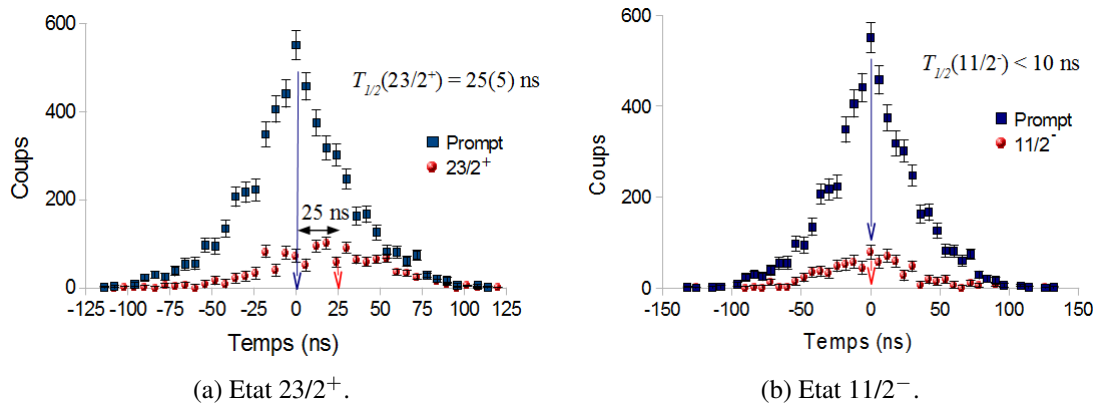 600
400
200
0
Coups
T1/2(23/2+) = 25(5) ns
Prompt
23/2+
25 ns
-125 -100 -75 -50 -25 0 25 50 75 100 125
Temps (ns)
(a) Etat 23/2+.
600
400
200
0
Coups
T1/2(11/2-) < 10 ns
Prompt
11/2-
-150 -100 -50 0 50 100 150
Temps (ns)
(b) Etat 11/2−.